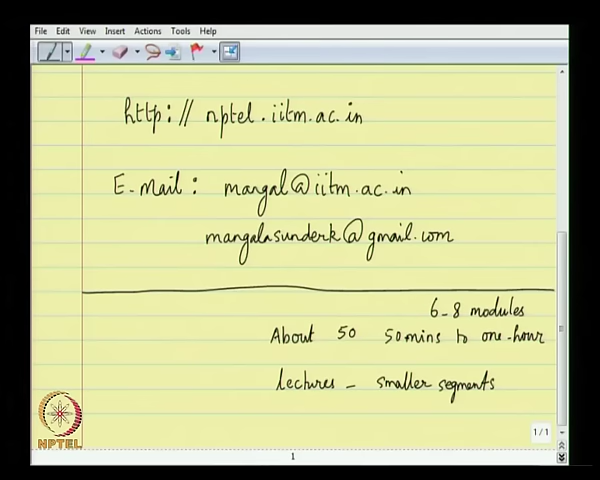 File Edit View Insert Actions Tools Help
http:// nptel.iitm.ac.in
E-Mail: mangal@iitm.ac.in
mangalasunderk@gmail.com
6-8 modules
About 50 50mins to one-hour
lectures - smaller segments
NPTEL
1/1
1